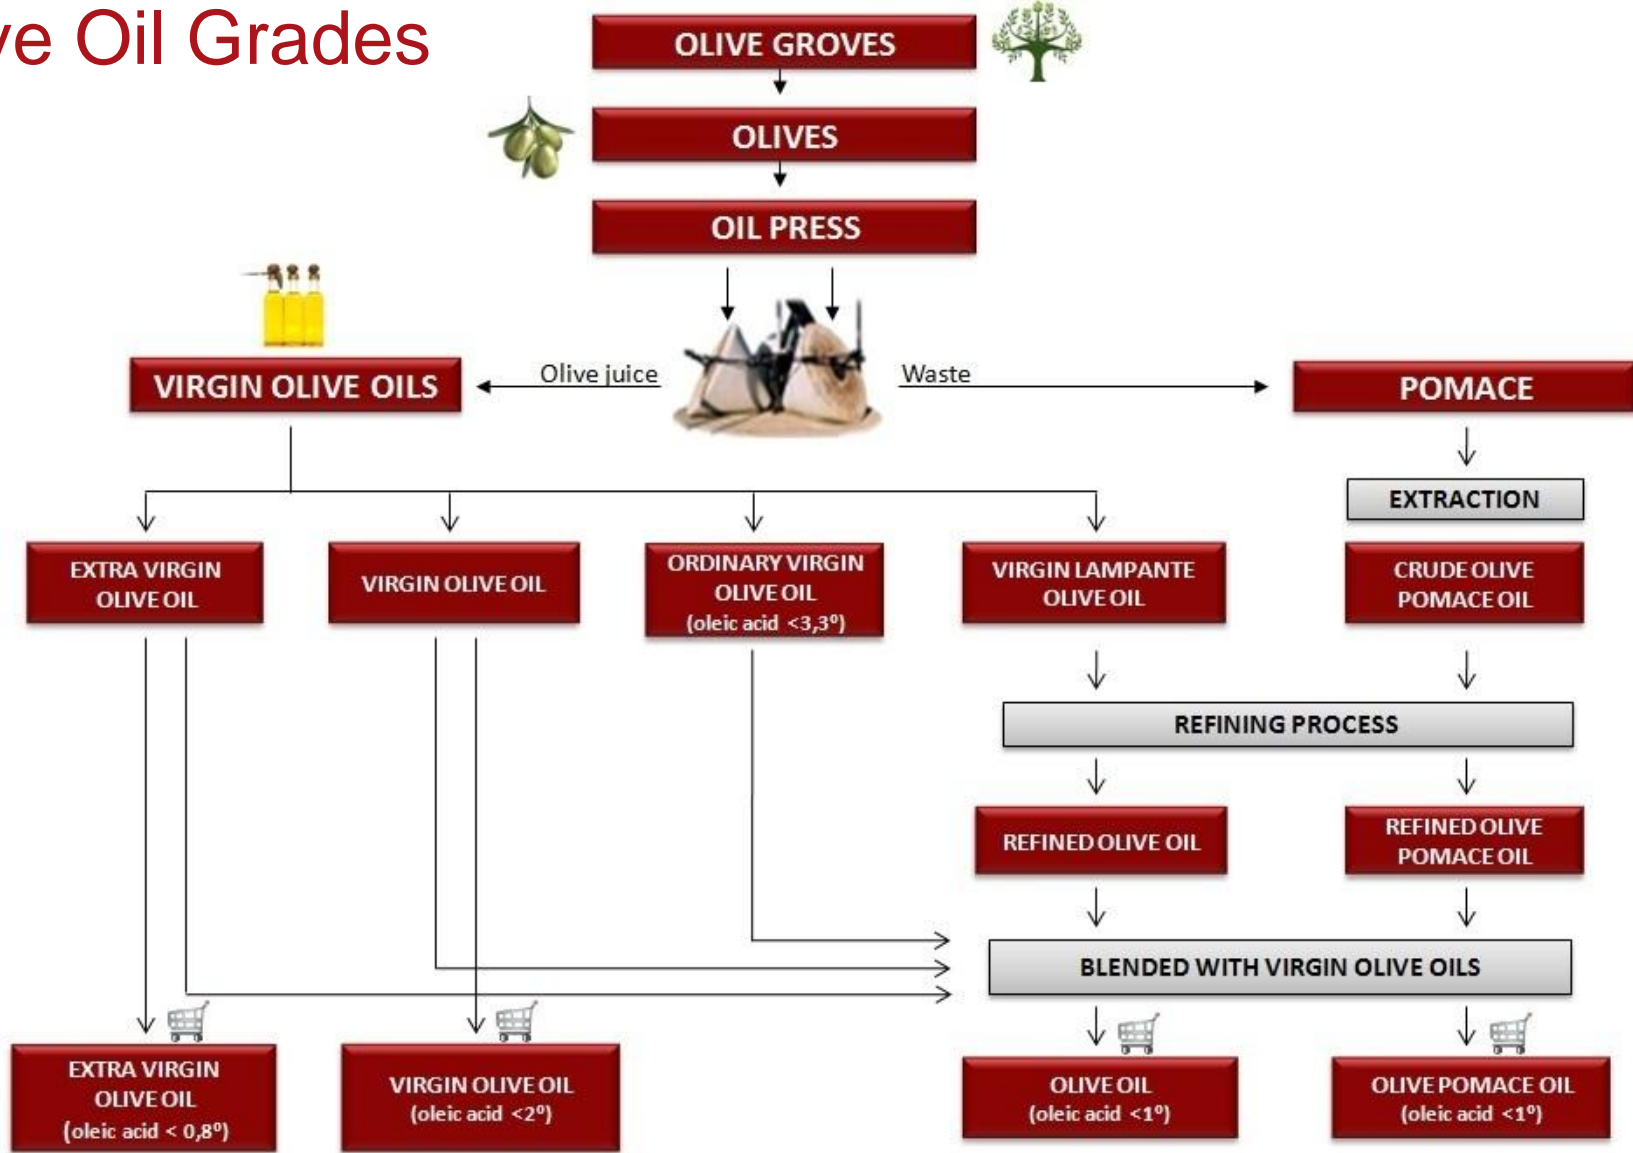 ve Oil Grades
OLIVE GROVES
OLIVES
OIL PRESS
VIRGIN OLIVE OILS
Olive juice
Waste
POMACE
EXTRACTION
EXTRA VIRGIN
OLIVE OIL
VIRGIN OLIVE OIL
ORDINARY VIRGIN
OLIVE OIL
(oleic acid <3,3º)
VIRGIN LAMPANTE
OLIVE OIL
CRUDE OLIVE
POMACE OIL
REFINING PROCESS
REFINED OLIVE OIL
REFINED OLIVE
POMACE OIL
BLENDED WITH VIRGIN OLIVE OILS
EXTRA VIRGIN
OLIVE OIL
(oleic acid < 0,8º)
VIRGIN OLIVE OIL
(oleic acid <2º)
OLIVE OIL
(oleic acid <1º)
OLIVE POMACE OIL
(oleic acid <1º)